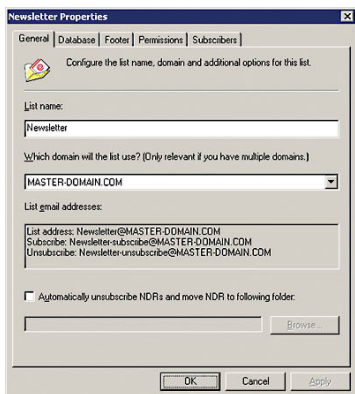 Newsletter Properties
General
Database
Footer
Permissions
Subscribers
Configure the list name, domain and additional options for this list.
List name:
Newsletter
Which domain will the list use? (Only relevant if you have multiple domains.)
MASTER-DOMAIN.COM
List email addresses:
List address: Newsletter@MASTER-DOMAIN.COM
Subscribe: Newsletter-subscribe@MASTER-DOMAIN.COM
Unsubscribe: Newsletter-unsubscribe@MASTER-DOMAIN.COM
Automatically unsubscribe NDRs and move NDR to following folder:
Browse...
OK
Cancel
Apply